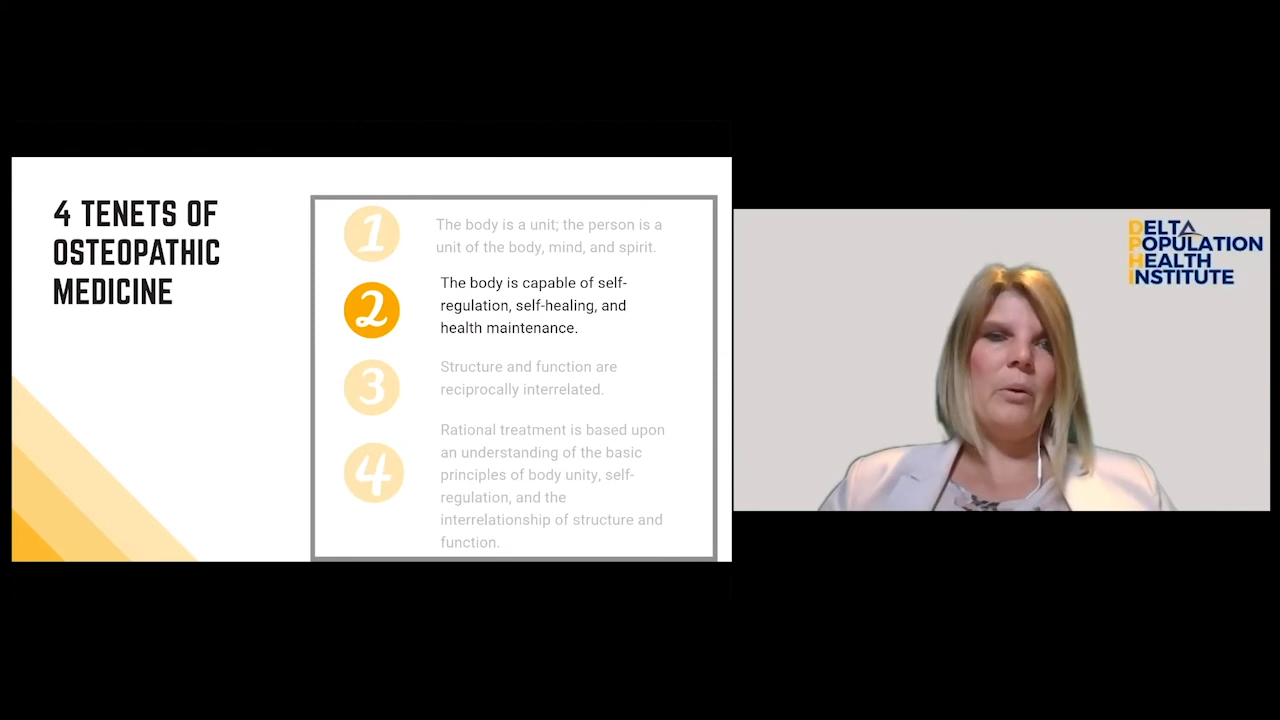 4 TENETS OF
OSTEOPATHIC
MEDICINE
1
The body is a unit; the person is a
unit of the body, mind, and spirit.
2
The body is capable of self-
regulation, self-healing, and
health maintenance.
3
Structure and function are
reciprocally interrelated.
4
Rational treatment is based upon
an understanding of the basic
principles of body unity, self-
regulation, and the
interrelationship of structure and
function.
DELTA
POPULATION
HEALTH
INSTITUTE